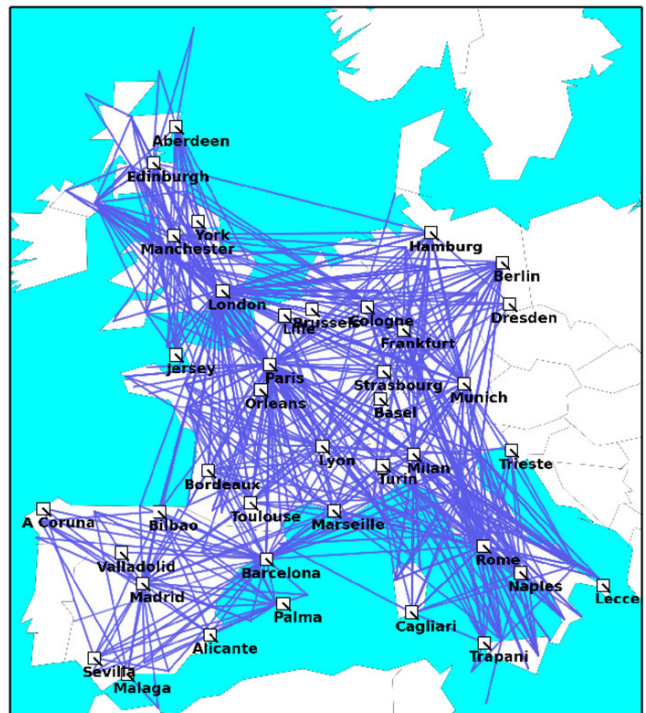 Aberdeen
Edinburgh
York
Manchester
Hamburg
Berlin
London
Dresden
Lille
Brussels
Cologne
Frankfurt
Jersey
Paris
Strasbourg
Munich
Orleans
Basel
Lyon
Milan
Trieste
Turin
Bordeaux
Toulouse
Marseille
A Coruna
Bilbao
Valladolid
Barcelona
Rome
Madrid
Naples
Lecce
Palma
Cagliari
Alicante
Trapani
Sevilla
Malaga